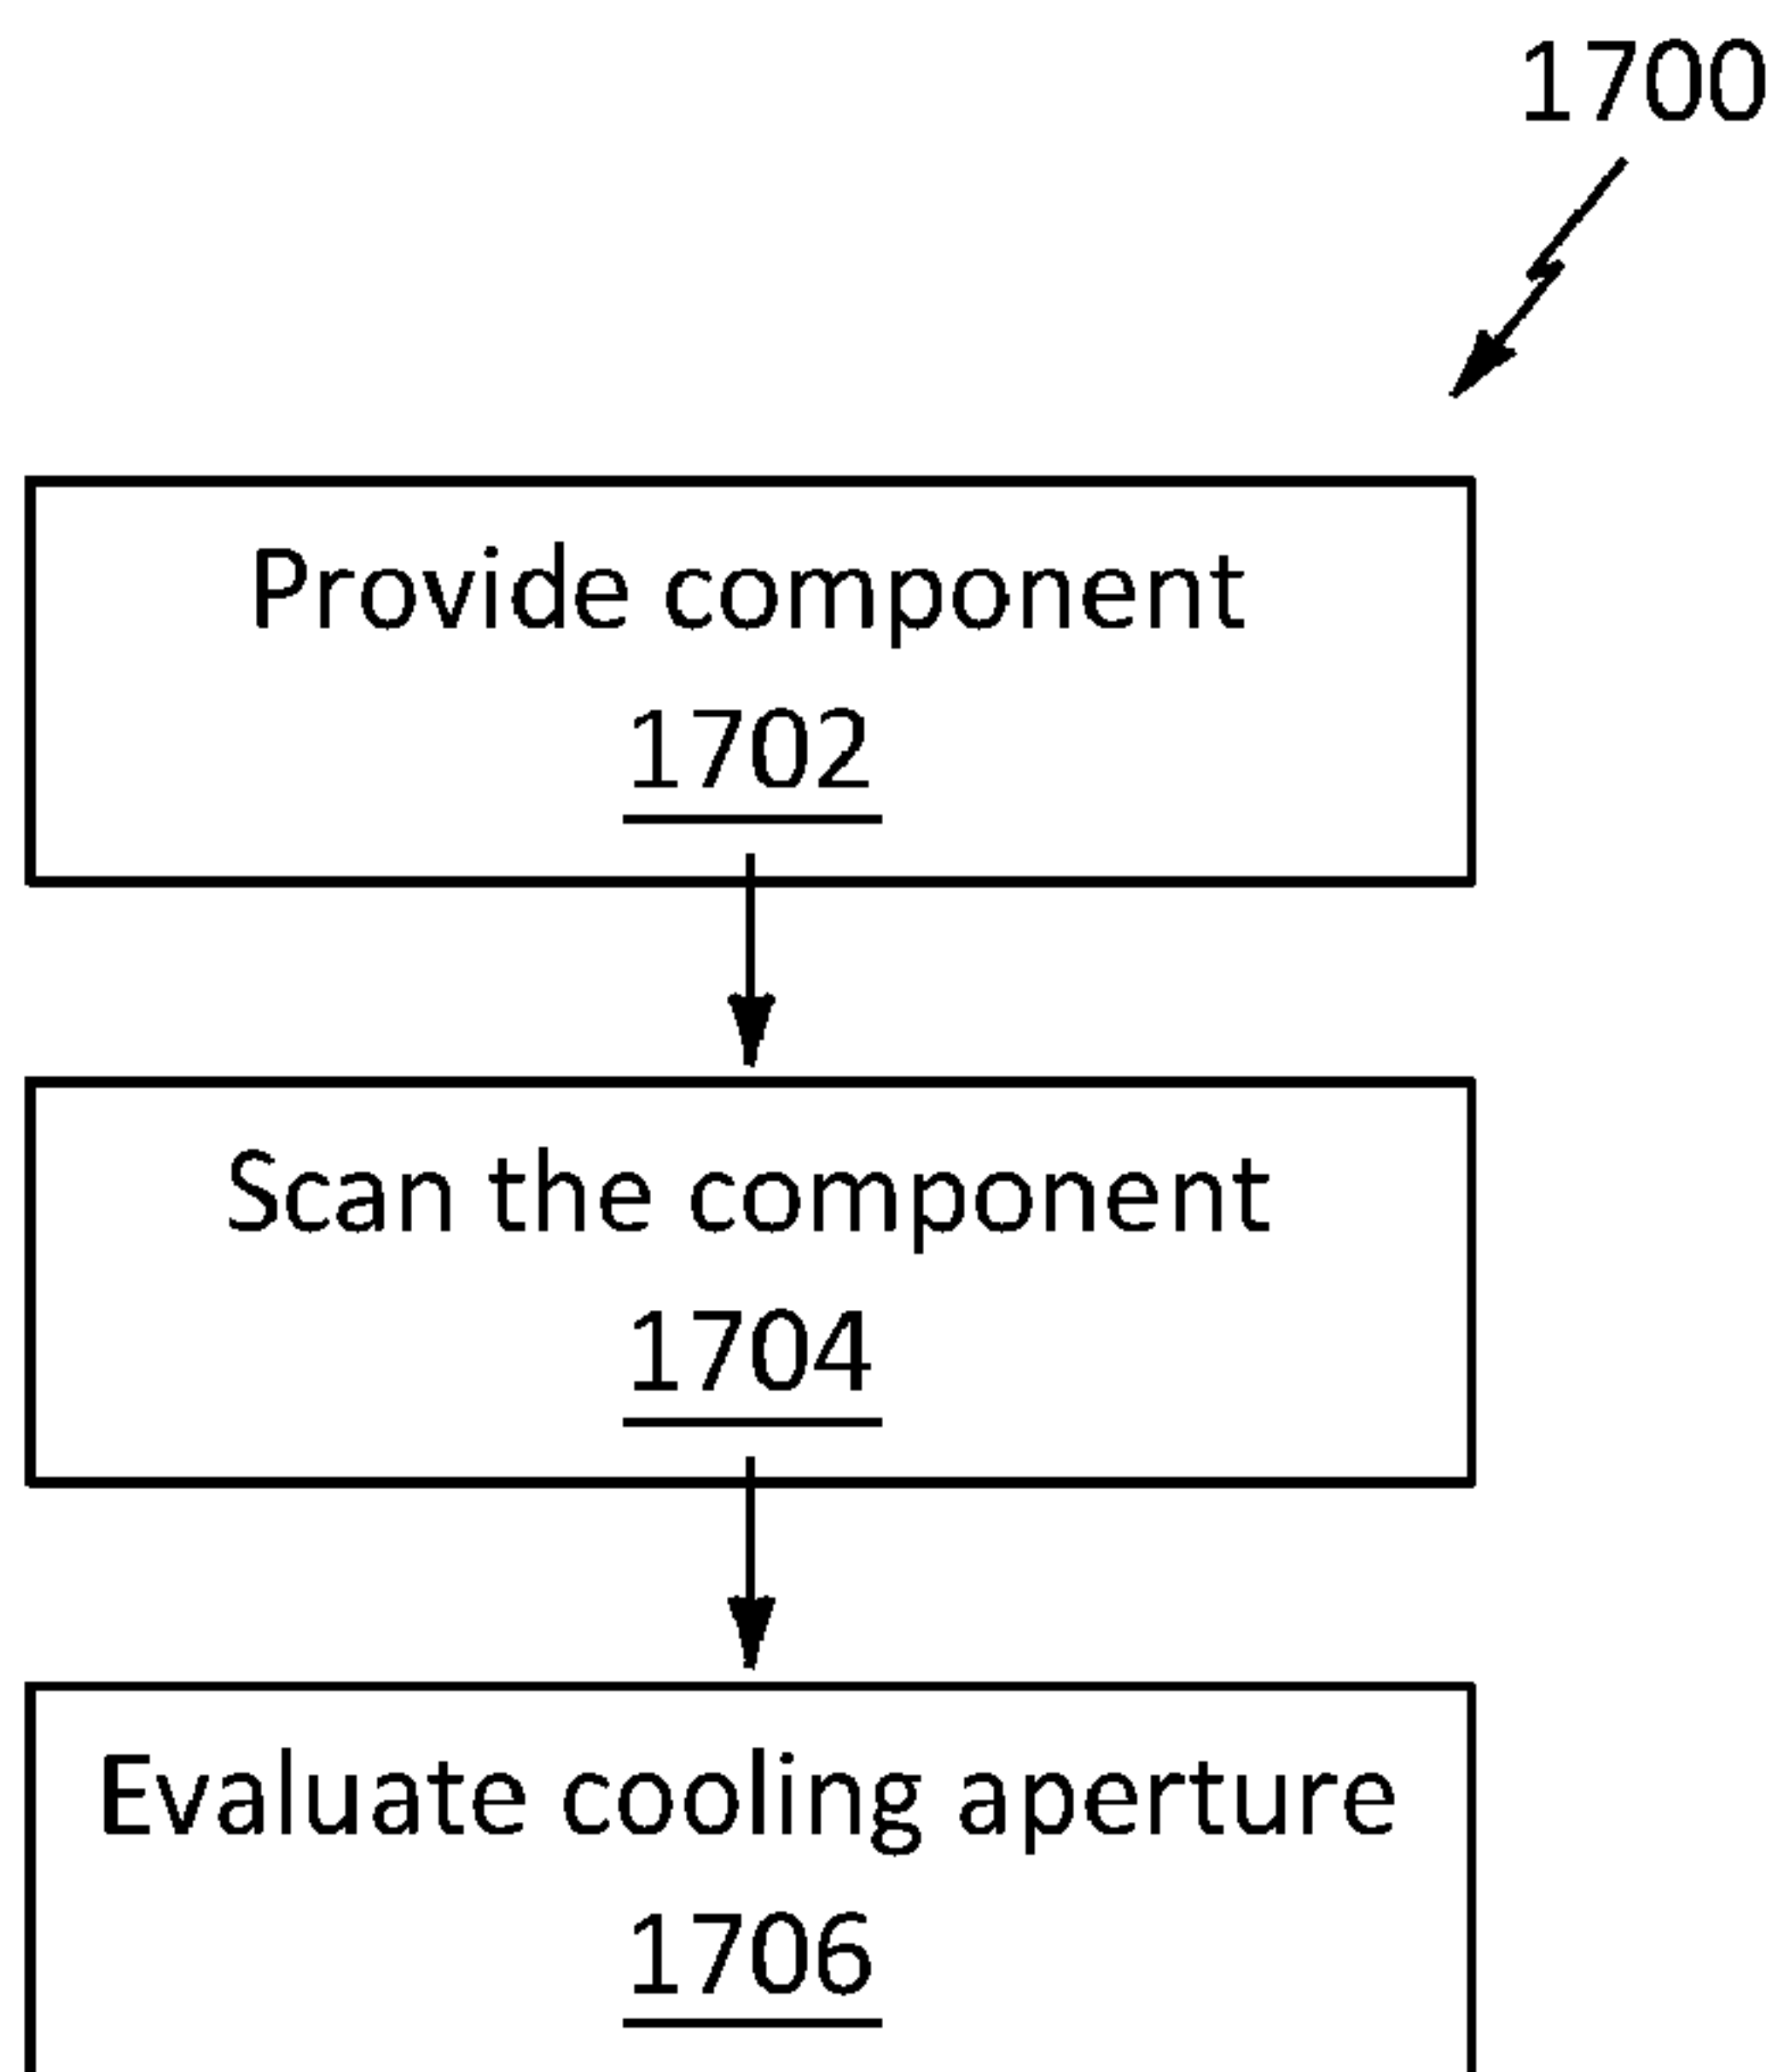 1700
Provide component
1702
Scan the component
1704
Evaluate cooling aperture
1706